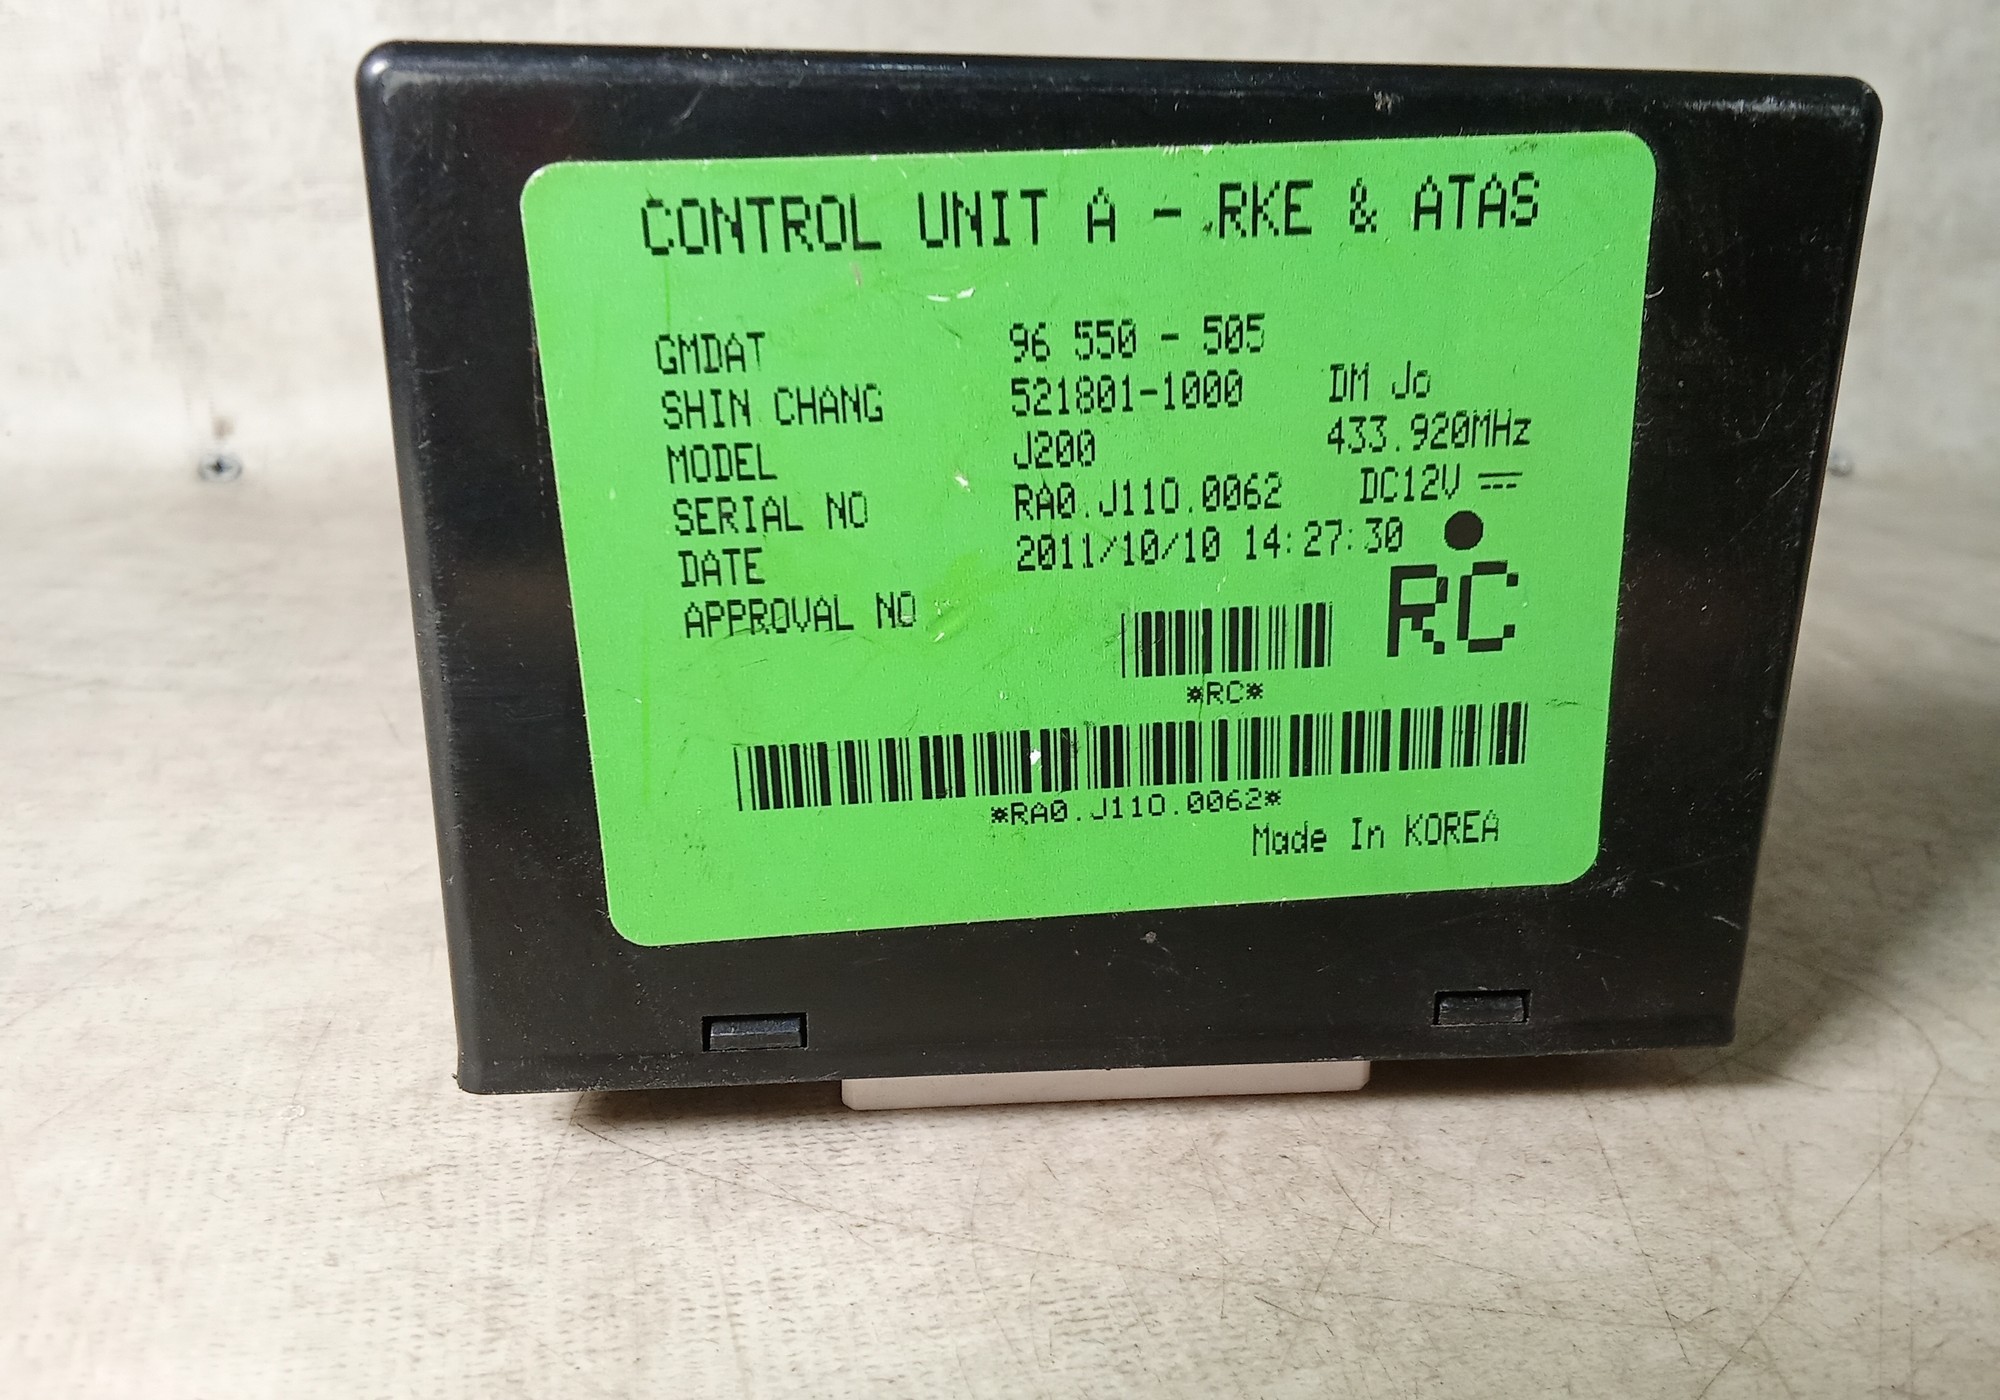 CONTROL UNIT A - RKE & ATAS
GMDAT 96 550 - 505
SHIN CHANG 521801-1000 DM Jo
MODEL J200 433.920MHz
SERIAL NO RA0.J11O.0062 DC12V
DATE 2011/10/10 14:27:30
APPROVAL NO
RC
*RC*
*RA0.J11O.0062*
Made In KOREA